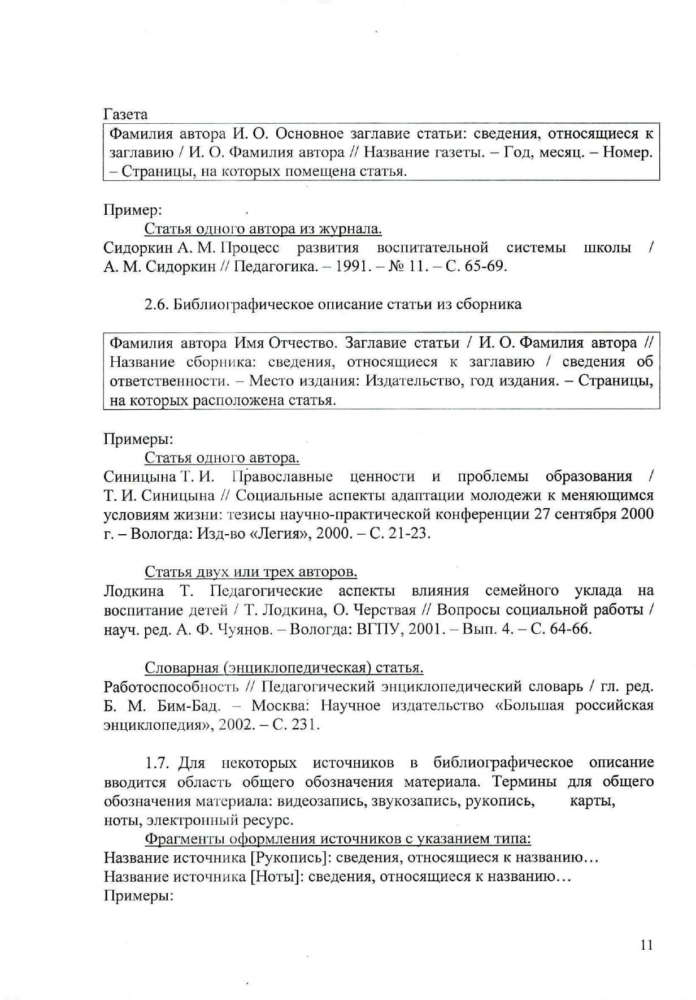 Газета
Фамилия автора И. О. Основное заглавие статьи: сведения, относящиеся к
заглавию / И. О. Фамилия автора // Название газеты. – Год, месяц. – Номер.
– Страницы, на которых помещена статья.
Пример:
Статья одного автора из журнала.
Сидоркин А. М. Процесс развития воспитательной системы школы /
А. М. Сидоркин // Педагогика. – 1991. – № 11. – С. 65-69.
2.6. Библиографическое описание статьи из сборника
Фамилия автора Имя Отчество. Заглавие статьи / И. О. Фамилия автора //
Название сборника: сведения, относящиеся к заглавию / сведения об
ответственности. – Место издания: Издательство, год издания. – Страницы,
на которых расположена статья.
Примеры:
Статья одного автора.
Синицына Т. И. Православные ценности и проблемы образования /
Т. И. Синицына // Социальные аспекты адаптации молодежи к меняющимся
условиям жизни: тезисы научно-практической конференции 27 сентября 2000
г. – Вологда: Изд-во «Легия», 2000. – С. 21-23.
Статья двух или трех авторов.
Лодкина Т. Педагогические аспекты влияния семейного уклада на
воспитание детей / Т. Лодкина, О. Черствая // Вопросы социальной работы /
науч. ред. А. Ф. Чуянов. – Вологда: ВГПУ, 2001. – Вып. 4. – С. 64-66.
Словарная (энциклопедическая) статья.
Работоспособность // Педагогический энциклопедический словарь / гл. ред.
Б. М. Бим-Бад. – Москва: Научное издательство «Большая российская
энциклопедия», 2002. – С. 231.
1.7. Для некоторых источников в библиографическое описание
вводится область общего обозначения материала. Термины для общего
обозначения материала: видеозапись, звукозапись, рукопись, карты,
ноты, электронный ресурс.
Фрагменты оформления источников с указанием типа:
Название источника [Рукопись]: сведения, относящиеся к названию…
Название источника [Ноты]: сведения, относящиеся к названию…
Примеры:
11